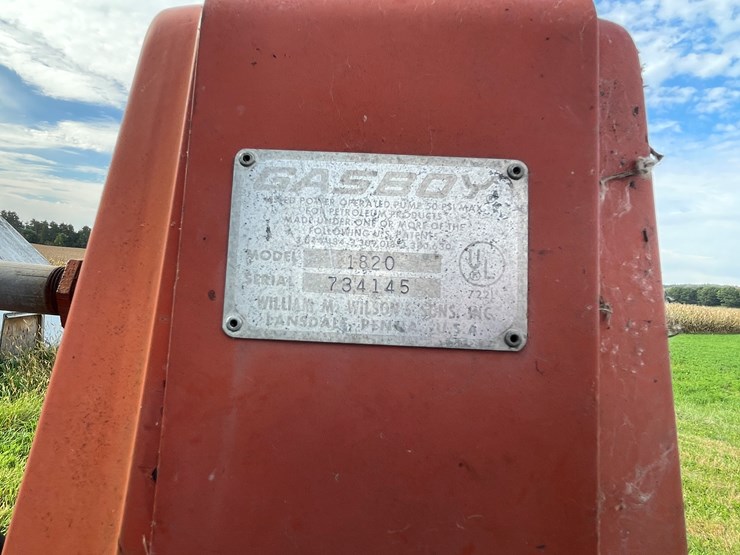 GASBOY
POWER OPERATED PUMP 50 PSI MAX.
FOR PETROLEUM PRODUCTS
MADE UNDER ONE OR MORE OF THE
FOLLOWING U.S. PATENTS
MODEL 1820
UL
SERIAL 734145
722L
WILLIAM M. WILSON SONS, INC.
LANSDALE, PENNA. U.S.A.